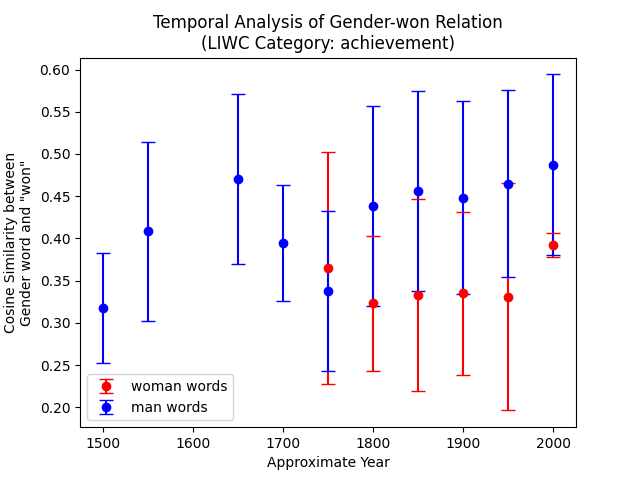 Temporal Analysis of Gender-won Relation
(LIWC Category: achievement)
0.60
0.55
0.50
0.45
0.40
0.35
0.30
0.25
0.20
Cosine Similarity between
Gender word and "won"
woman words
man words
1500
1600
1700
1800
1900
2000
Approximate Year